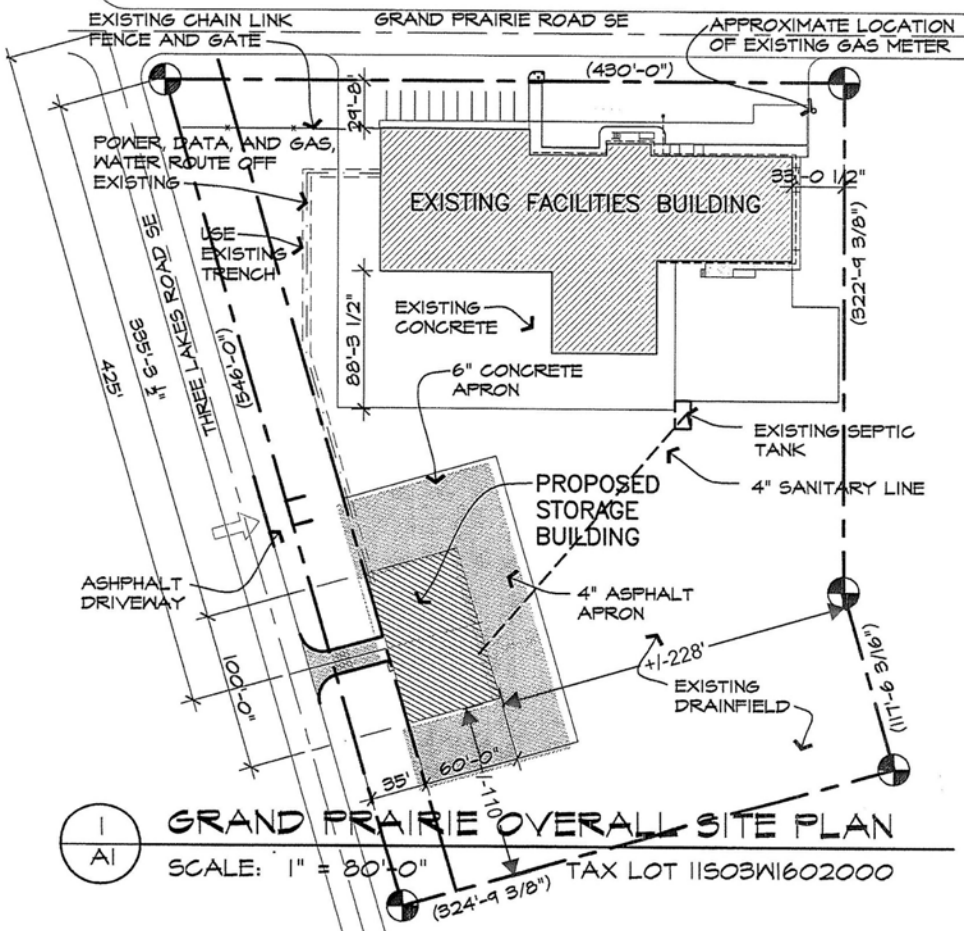 EXISTING CHAIN LINK
FENCE AND GATE
GRAND PRAIRIE ROAD SE
APPROXIMATE LOCATION
OF EXISTING GAS METER
(430'-0")
29'-8"
POWER, DATA, AND GAS,
WATER ROUTE OFF
EXISTING
33'-0 1/2"
EXISTING FACILITIES BUILDING
USE
EXISTING
TRENCH
(322'-9 3/8")
THREE LAKES ROAD SE
EXISTING
CONCRETE
88'-3 1/2"
425'
(546'-0")
6" CONCRETE
APRON
EXISTING SEPTIC
TANK
4" SANITARY LINE
PROPOSED
STORAGE
BUILDING
ASHPHALT
DRIVEWAY
4" ASPHALT
APRON
+/-228'
(117'-6 3/16")
100'-0"
EXISTING
DRAINFIELD
35'
60'-0"
1
A1
GRAND PRAIRIE OVERALL SITE PLAN
SCALE: 1" = 80'-0"
TAX LOT 11S03W1602000
(324'-9 3/8")